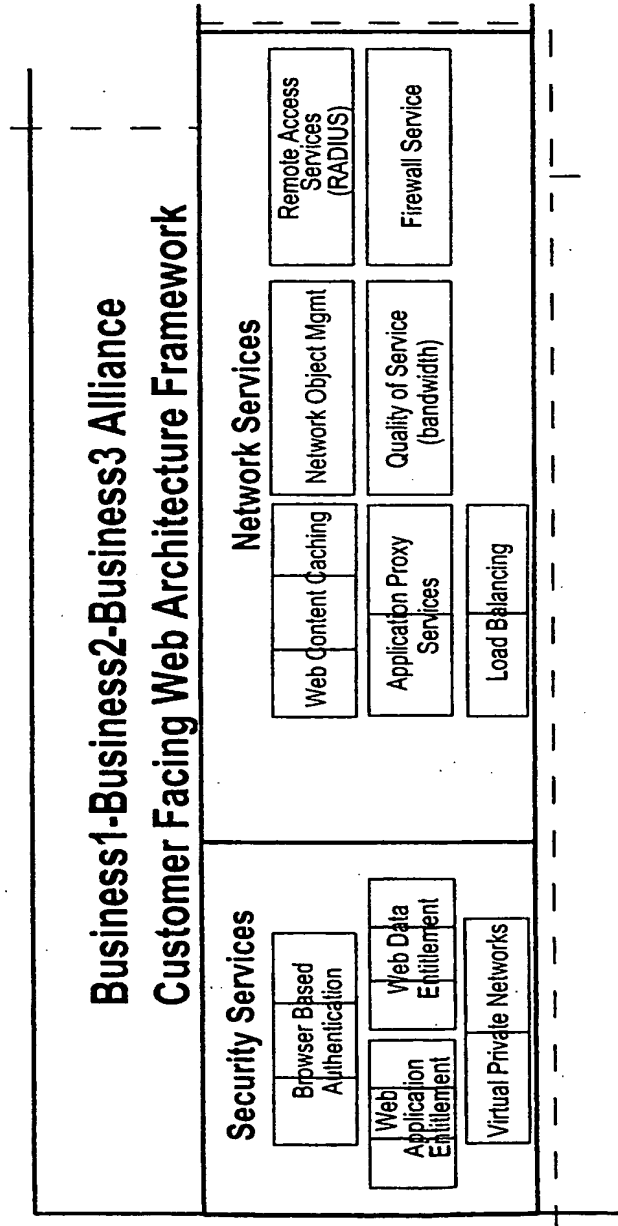 Business1-Business2-Business3 Alliance
Customer Facing Web Architecture Framework
Security Services
Browser Based
Authentication
Web
Application
Entitlement
Web Data
Entitlement
Virtual Private Networks
Network Services
Web Content Caching
Network Object Mgmt
Remote Access
Services
(RADIUS)
Application Proxy
Services
Quality of Service
(bandwidth)
Firewall Service
Load Balancing